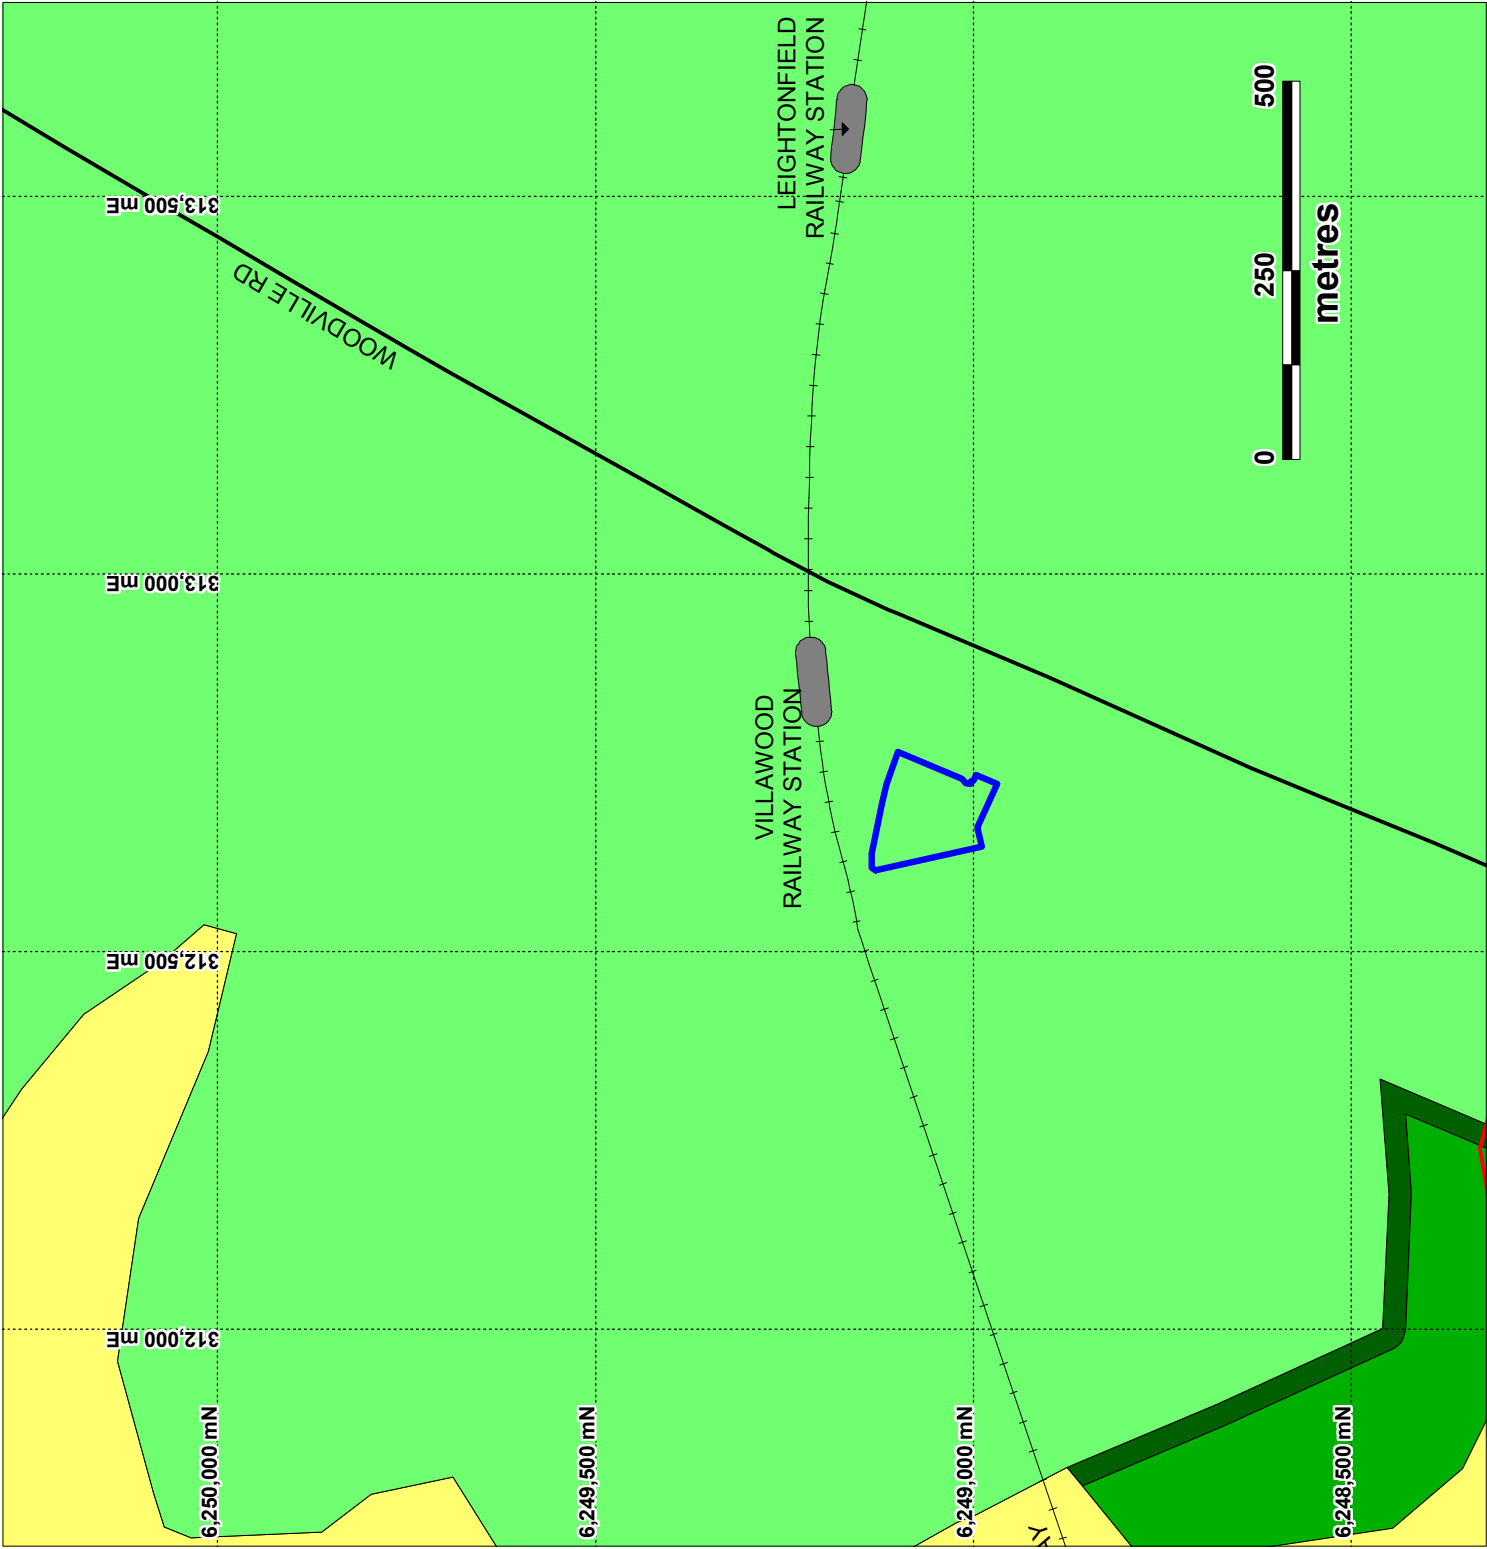 LEIGHTONFIELD
RAILWAY STATION
500
250
0
metres
313,500 mE
WOODVILLE RD
313,000 mE
VILLAWOOD
RAILWAY STATION
312,500 mE
312,000 mE
6,250,000 mN
6,249,500 mN
6,249,000 mN
6,248,500 mN
AY